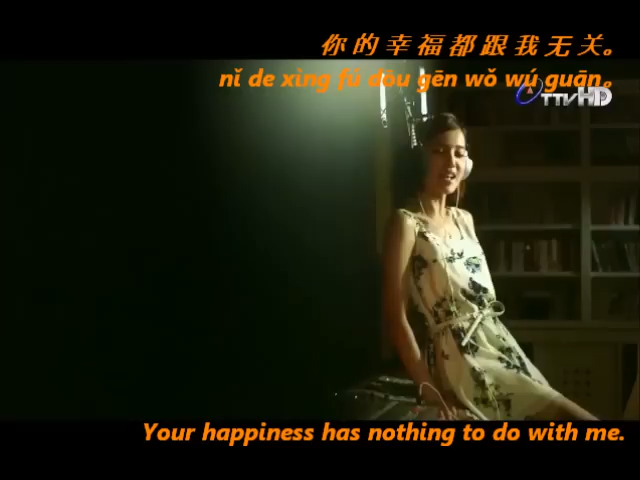 你的幸福都跟我无关。
nǐ de xìng fú dòu gēn wǒ wú guān。
TTVHD
Your happiness has nothing to do with me.